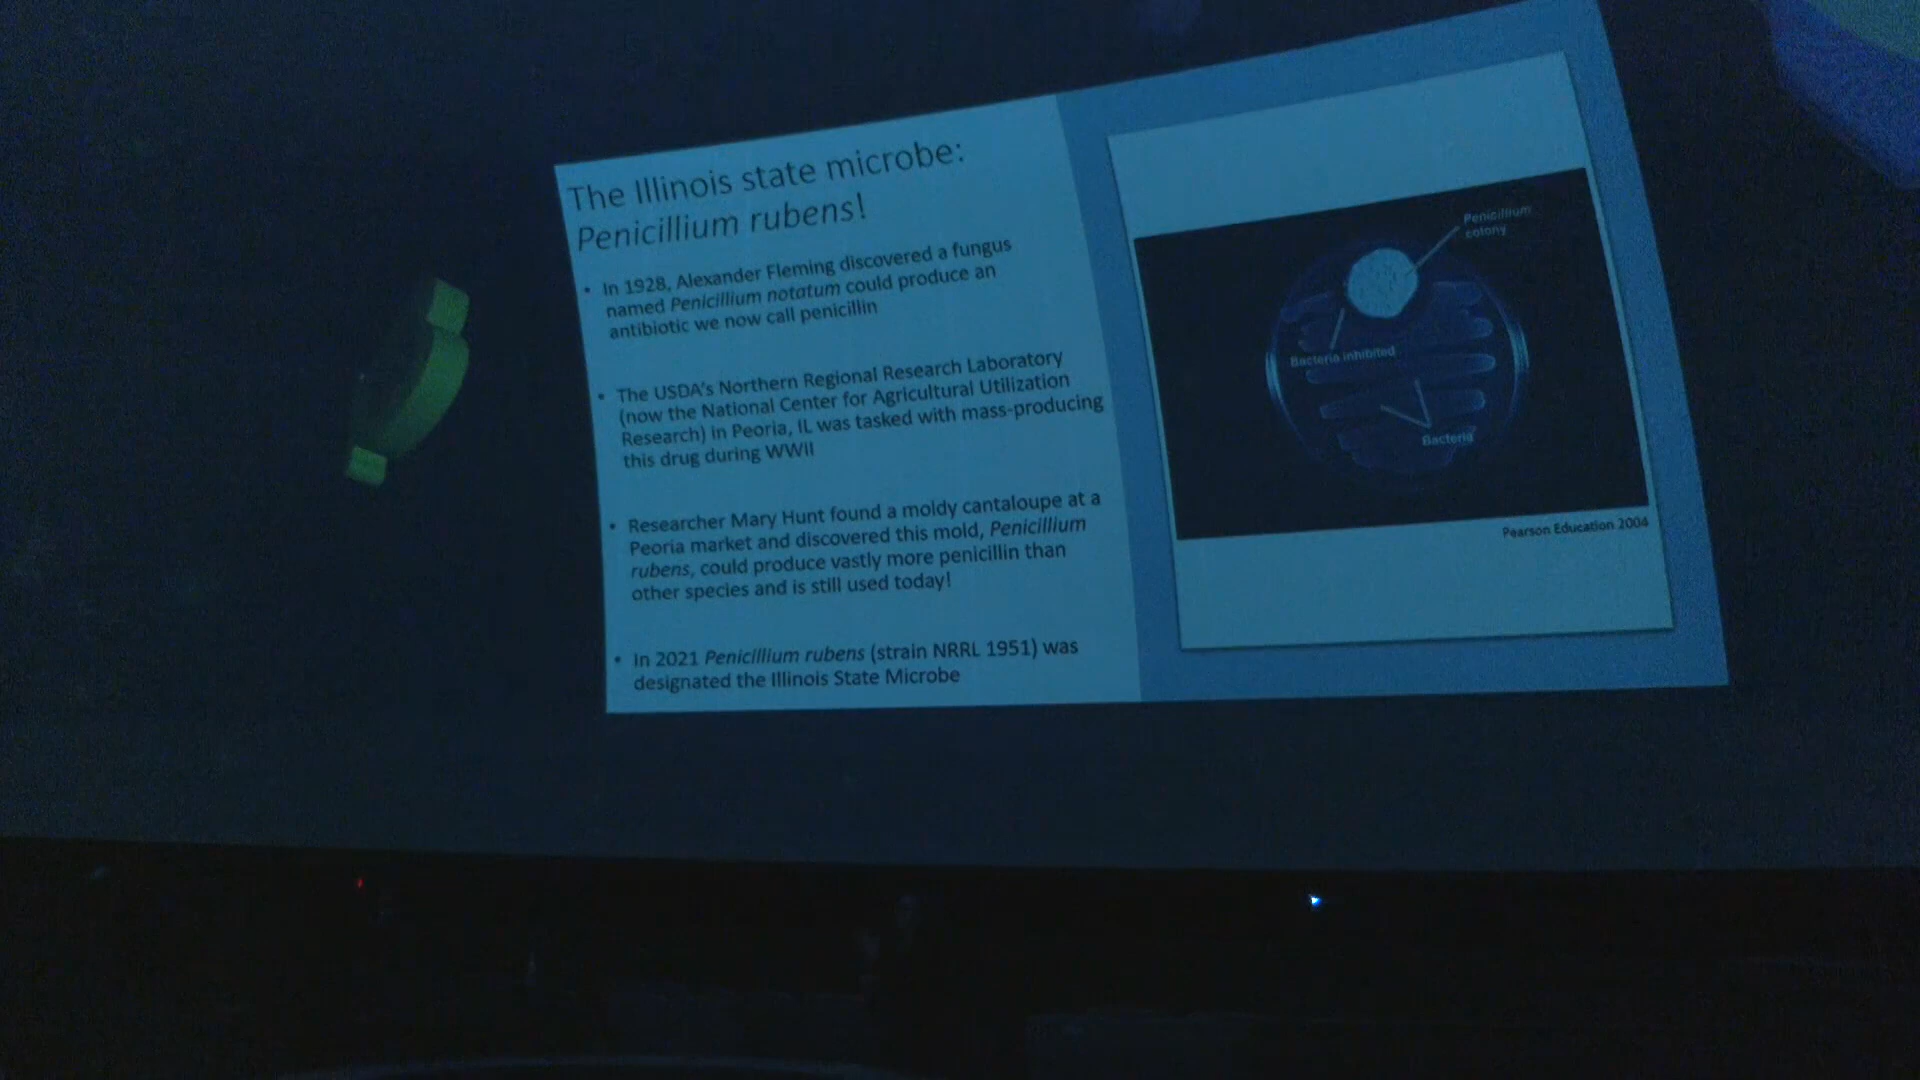 The Illinois state microbe:
Penicillium rubens!
• In 1928, Alexander Fleming discovered a fungus
named Penicillium notatum could produce an
antibiotic we now call penicillin
• The USDA's Northern Regional Research Laboratory
(now the National Center for Agricultural Utilization
Research) in Peoria, IL was tasked with mass-producing
this drug during WWII
• Researcher Mary Hunt found a moldy cantaloupe at a
Peoria market and discovered this mold, Penicillium
rubens, could produce vastly more penicillin than
other species and is still used today!
• In 2021 Penicillium rubens (strain NRRL 1951) was
designated the Illinois State Microbe
Penicillium
colony
Bacteria inhibited
Bacteria
Pearson Education 2004